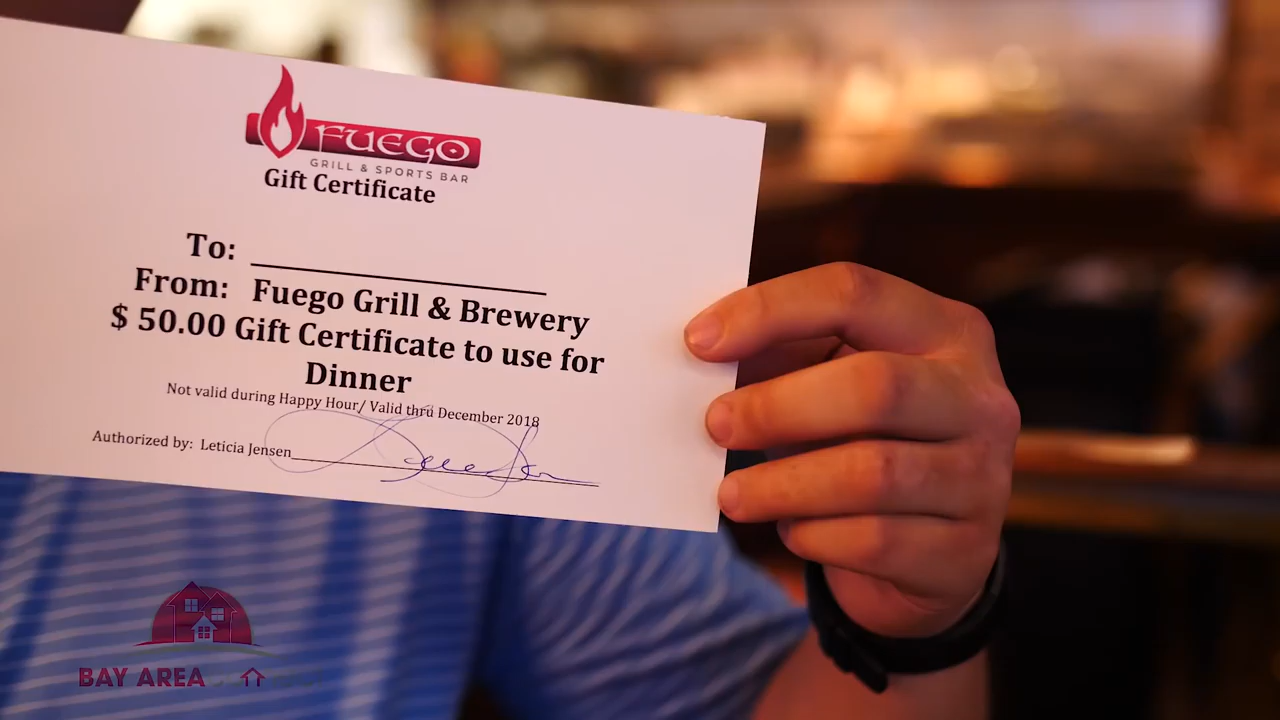 FUEGO
GRILL & SPORTS BAR
Gift Certificate
To:
From: Fuego Grill & Brewery
$ 50.00 Gift Certificate to use for
Dinner
Not valid during Happy Hour/ Valid thru December 2018
Authorized by: Leticia Jensen
BAY AREA